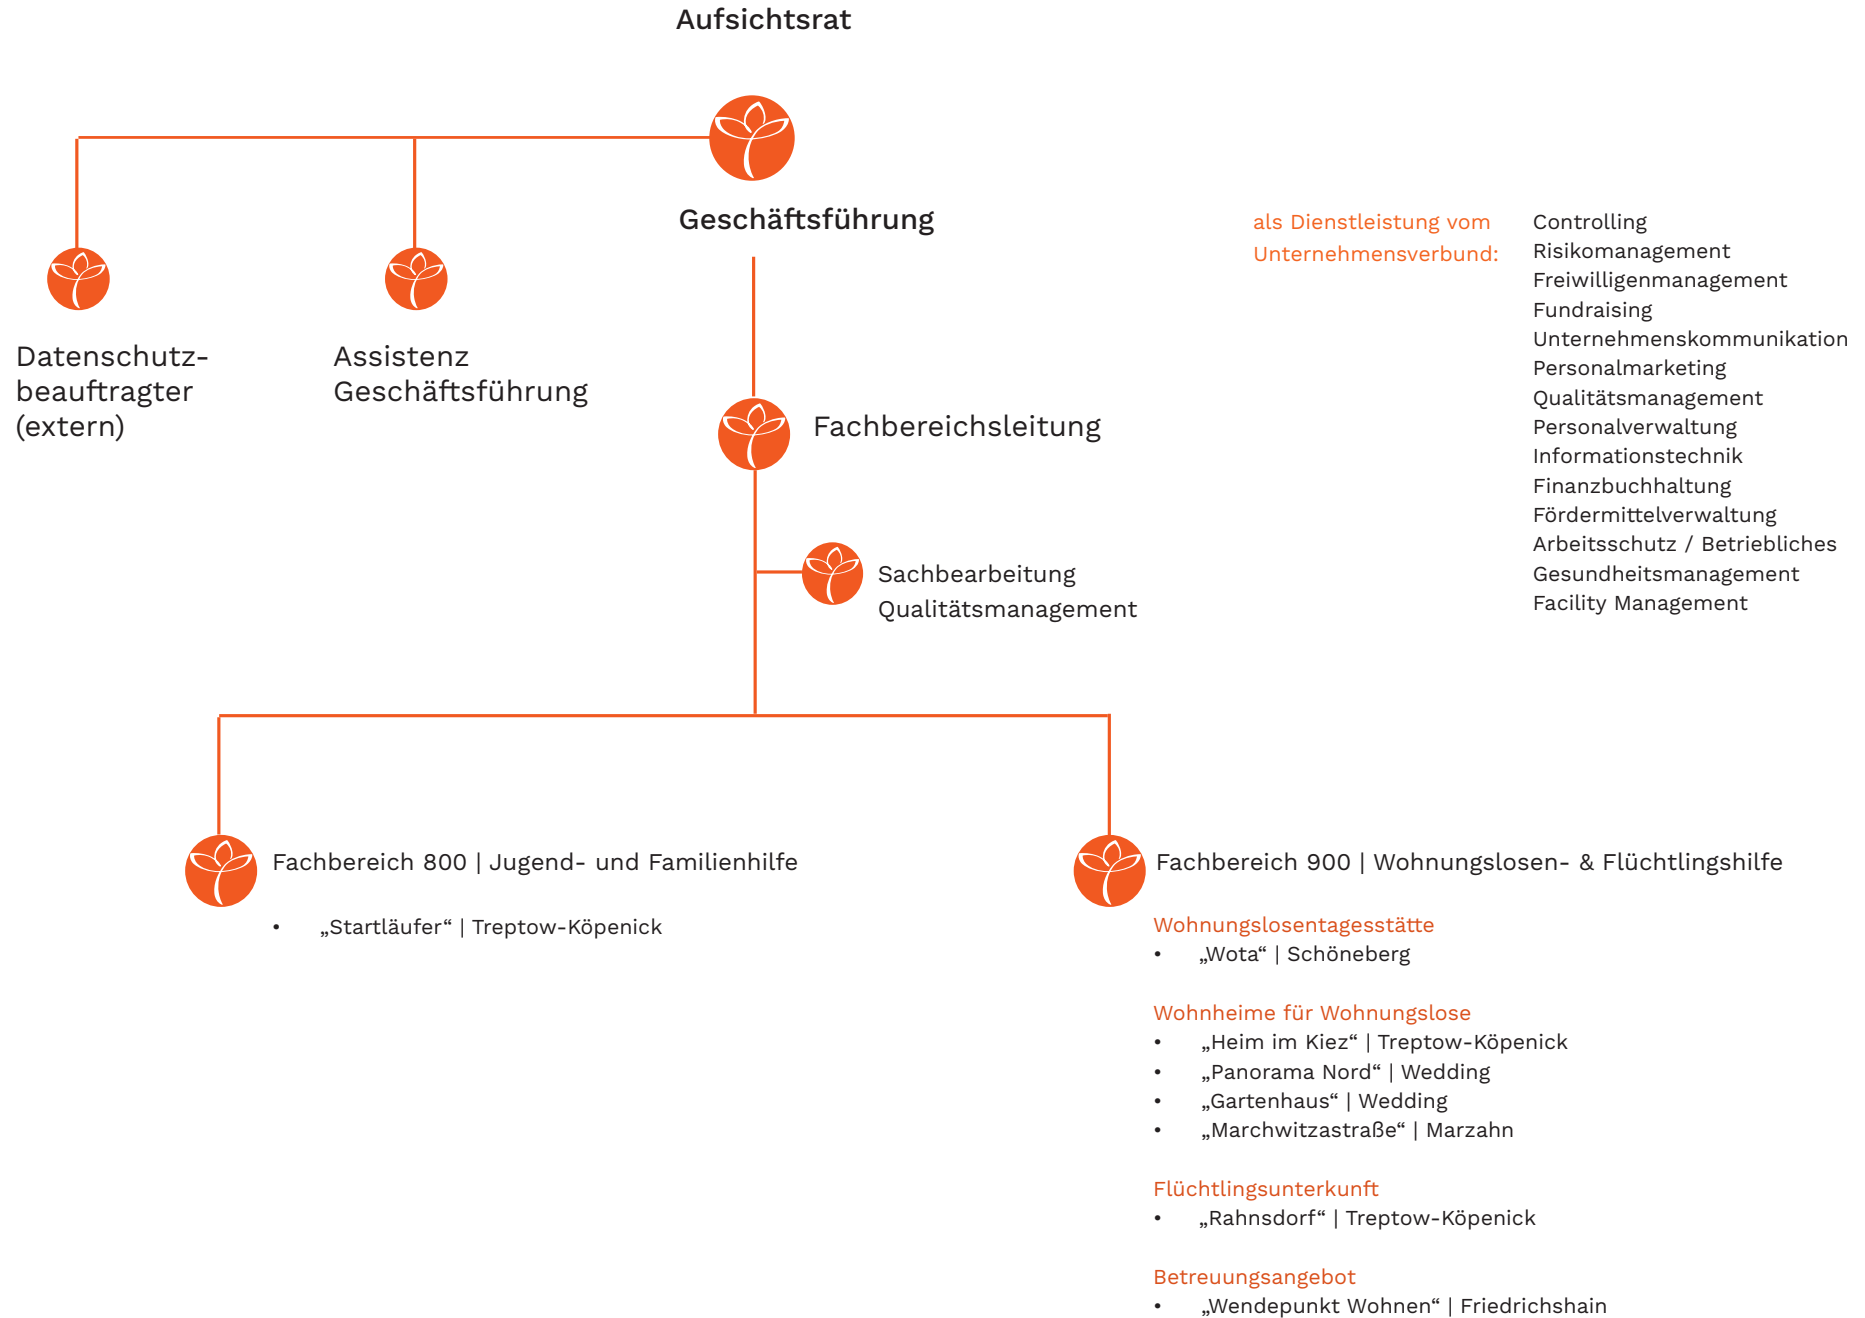 Aufsichtsrat
Geschäftsführung
Datenschutz-
beauftragter
(extern)
Assistenz
Geschäftsführung
als Dienstleistung vom
Unternehmensverbund:
Controlling
Risikomanagement
Freiwilligenmanagement
Fundraising
Unternehmenskommunikation
Personalmarketing
Qualitätsmanagement
Personalverwaltung
Informationstechnik
Finanzbuchhaltung
Fördermittelverwaltung
Arbeitsschutz / Betriebliches
Gesundheitsmanagement
Facility Management
Fachbereichsleitung
Sachbearbeitung
Qualitätsmanagement
Fachbereich 800 | Jugend- und Familienhilfe
• „Startläufer“ | Treptow-Köpenick
Fachbereich 900 | Wohnungslosen- & Flüchtlingshilfe
Wohnungslosentagesstätte
• „Wota“ | Schöneberg
Wohnheime für Wohnungslose
• „Heim im Kiez“ | Treptow-Köpenick
• „Panorama Nord“ | Wedding
• „Gartenhaus“ | Wedding
• „Marchwitzastraße“ | Marzahn
Flüchtlingsunterkunft
• „Rahnsdorf“ | Treptow-Köpenick
Betreuungsangebot
• „Wendepunkt Wohnen“ | Friedrichshain